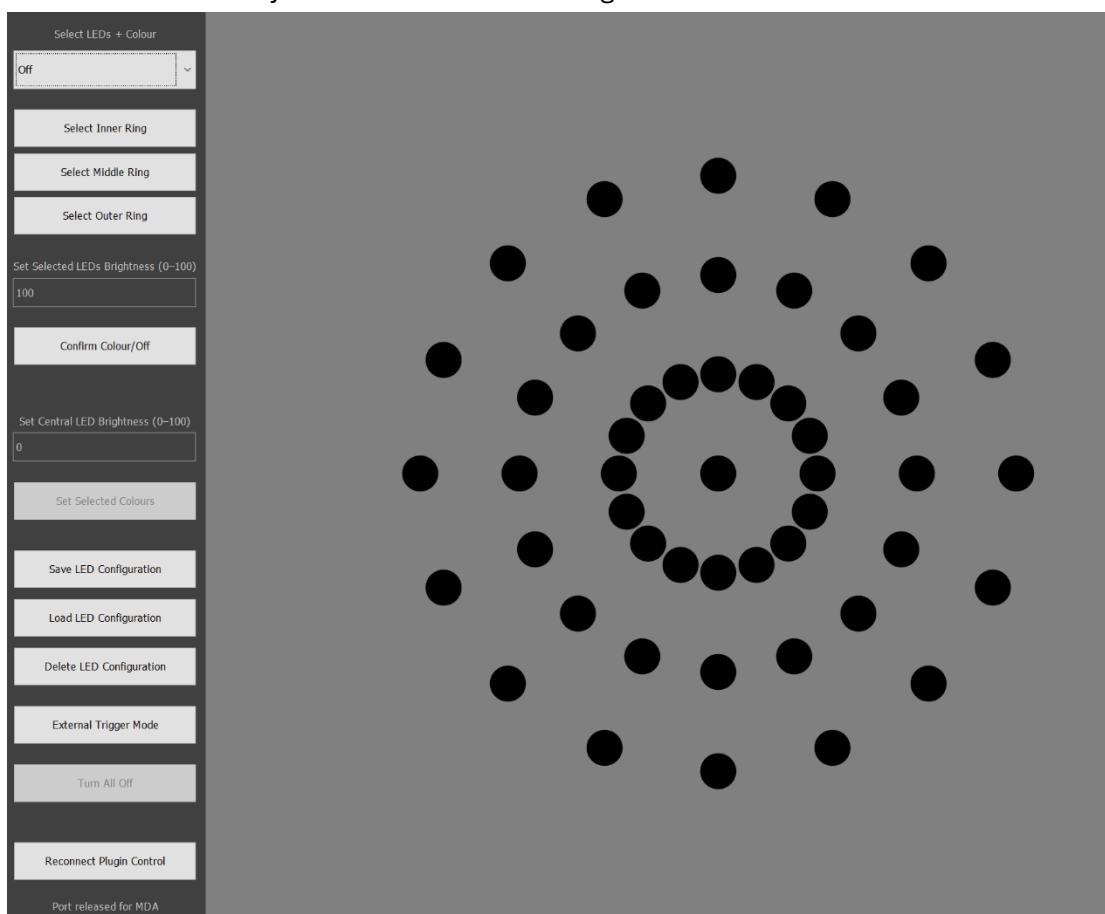 Select LEDs + Colour
Off
Select Inner Ring
Select Middle Ring
Select Outer Ring
Set Selected LEDs Brightness (0–100)
100
Confirm Colour/Off
Set Central LED Brightness (0–100)
0
Set Selected Colours
Save LED Configuration
Load LED Configuration
Delete LED Configuration
External Trigger Mode
Turn All Off
Reconnect Plugin Control
Port released for MDA